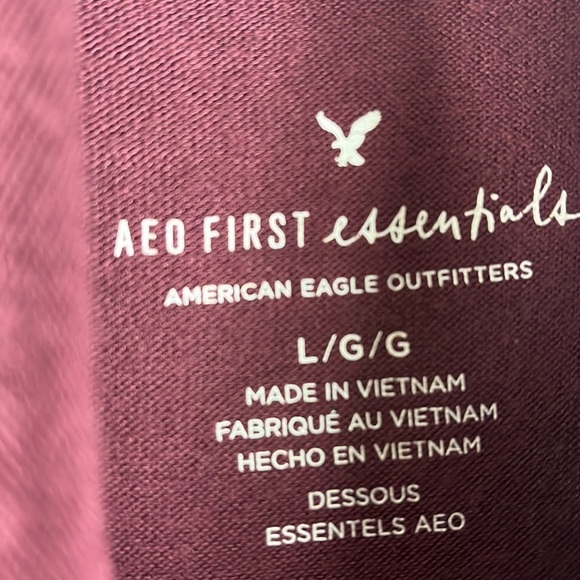 AEO FIRST essentials
AMERICAN EAGLE OUTFITTERS
L/G/G
MADE IN VIETNAM
FABRIQUÉ AU VIETNAM
HECHO EN VIETNAM
DESSOUS
ESSENTELS AEO